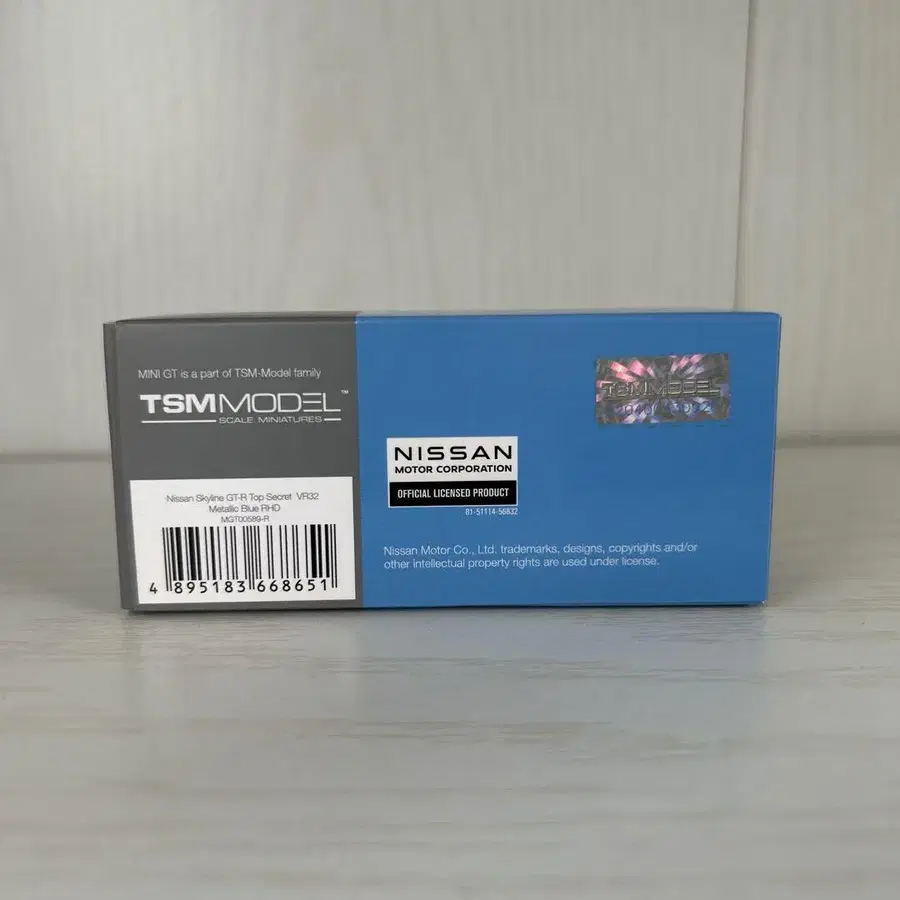 MINI GT is a part of TSM-Model family
TSMMODEL™
SCALE MINIATURES
Nissan Skyline GT-R Top Secret VR32
Metallic Blue RHD
MGT00589-R
4 895183 668651
NISSAN
MOTOR CORPORATION
OFFICIAL LICENSED PRODUCT
81-51114-56832
Nissan Motor Co., Ltd. trademarks, designs, copyrights and/or
other intellectual property rights are used under license.
TSMMODEL